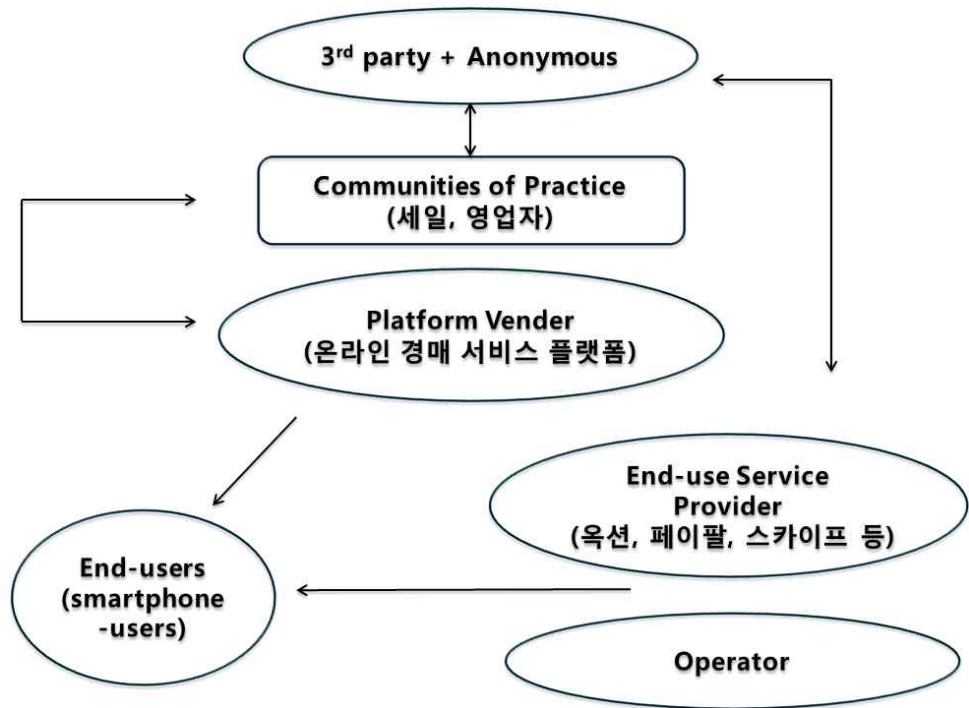 3rd party + Anonymous
Communities of Practice
(세일, 영업자)
Platform Vender
(온라인 경매 서비스 플랫폼)
End-use Service
Provider
(옥션, 페이팔, 스카이프 등)
End-users
(smartphone
-users)
Operator